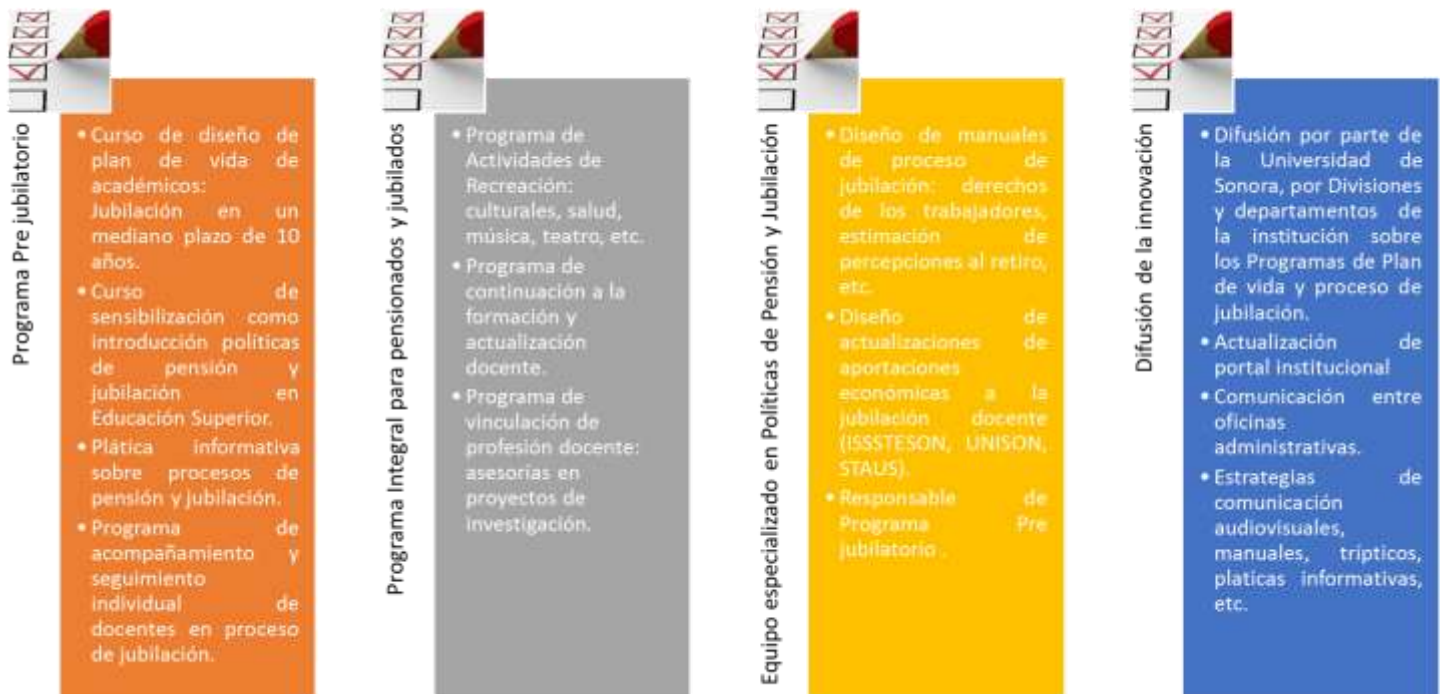 Programa Pre jubilatorio
• Curso de diseño de
plan de vida de
académicos:
Jubilación en un
mediano plazo de 10
años.
• Curso de
sensibilización como
introducción políticas
de pensión y
jubilación en
Educación Superior.
• Plática informativa
sobre procesos de
pensión y jubilación.
• Programa de
acompañamiento y
seguimiento
individual de
docentes en proceso
de jubilación.
Programa Integral para pensionados y jubilados
• Programa de
Actividades de
Recreación:
culturales, salud,
música, teatro, etc.
• Programa de
continuación a la
formación y
actualización
docente.
• Programa de
vinculación de
profesión docente:
asesorías en
proyectos de
investigación.
Equipo especializado en Políticas de Pensión y Jubilación
• Diseño de manuales
de proceso de
jubilación: derechos
de los trabajadores,
estimación de
percepciones al retiro,
etc.
• Diseño de
actualizaciones de
aportaciones
económicas a la
jubilación docente
(ISSSTESON, UNISON,
STAUS).
• Responsable de
Programa Pre
jubilatorio .
Difusión de la innovación
• Difusión por parte de
la Universidad de
Sonora, por Divisiones
y departamentos de
la institución sobre
los Programas de Plan
de vida y proceso de
jubilación.
• Actualización de
portal institucional
• Comunicación entre
oficinas
administrativas.
• Estrategias de
comunicación
audiovisuales,
manuales, trípticos,
platicas informativas,
etc.